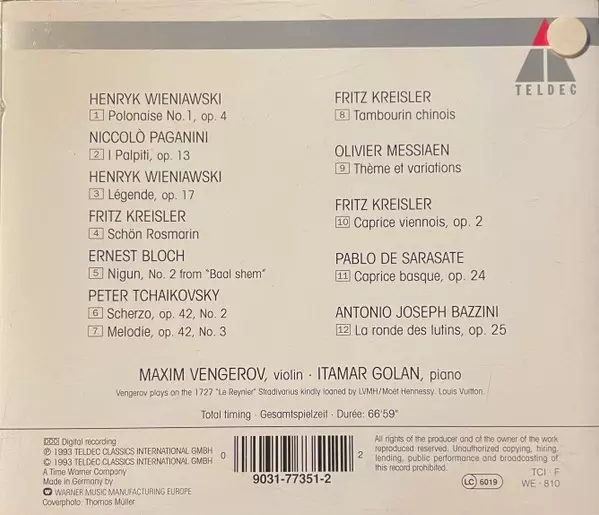 TELDEC
HENRYK WIENIAWSKI
1 Polonaise No. 1, op. 4
NICCOLÒ PAGANINI
2 I Palpiti, op. 13
HENRYK WIENIAWSKI
3 Légende, op. 17
FRITZ KREISLER
4 Schön Rosmarin
ERNEST BLOCH
5 Nigun, No. 2 from "Baal shem"
PETER TCHAIKOVSKY
6 Scherzo, op. 42, No. 2
7 Melodie, op. 42, No. 3
FRITZ KREISLER
8 Tambourin chinois
OLIVIER MESSIAEN
9 Thème et variations
FRITZ KREISLER
10 Caprice viennois, op. 2
PABLO DE SARASATE
11 Caprice basque, op. 24
ANTONIO JOSEPH BAZZINI
12 La ronde des lutins, op. 25
MAXIM VENGEROV, violin · ITAMAR GOLAN, piano
Vengerov plays on the 1727 "Le Reynier" Stradivarius kindly loaned by LVMH/Moët Hennessy. Louis Vuitton.
Total timing · Gesamtspielzeit · Durée: 66'59"
DDD Digital recording
℗ 1993 TELDEC CLASSICS INTERNATIONAL GMBH
© 1993 TELDEC CLASSICS INTERNATIONAL GMBH
A Time Warner Company
WARNER MUSIC MANUFACTURING EUROPE
Coverphoto: Thomas Müller
0 2
9031-77351-2
All rights of the producer and of the owner of the work
reproduced reserved. Unauthorized copying, hiring,
lending, public performance and broadcasting of
this record prohibited.
LC 6019
TCI · F
WE · 810